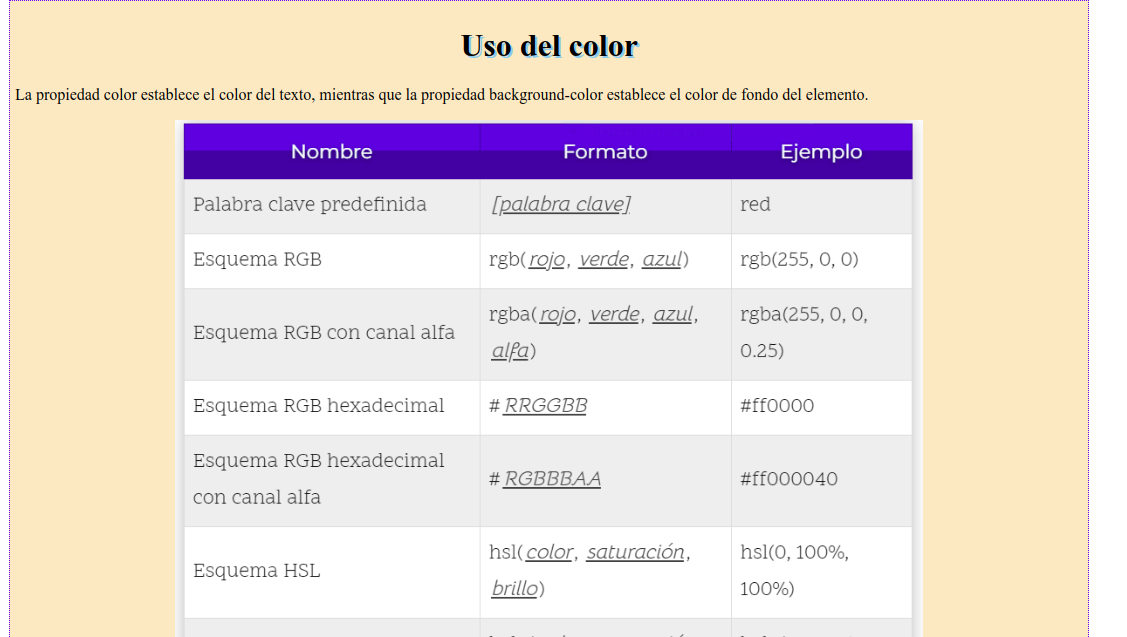 Uso del color
La propiedad color establece el color del texto, mientras que la propiedad background-color establece el color de fondo del elemento.
Nombre Formato Ejemplo
Palabra clave predefinida [palabra clave] red
Esquema RGB rgb(rojo, verde, azul) rgb(255, 0, 0)
Esquema RGB con canal alfa rgba(rojo, verde, azul, rgba(255, 0, 0,
alfa) 0.25)
Esquema RGB hexadecimal #RRGGBB #ff0000
Esquema RGB hexadecimal
con canal alfa #RGBBBAA #ff000040
Esquema HSL hsl(color, saturación, hsl(0, 100%,
brillo) 100%)